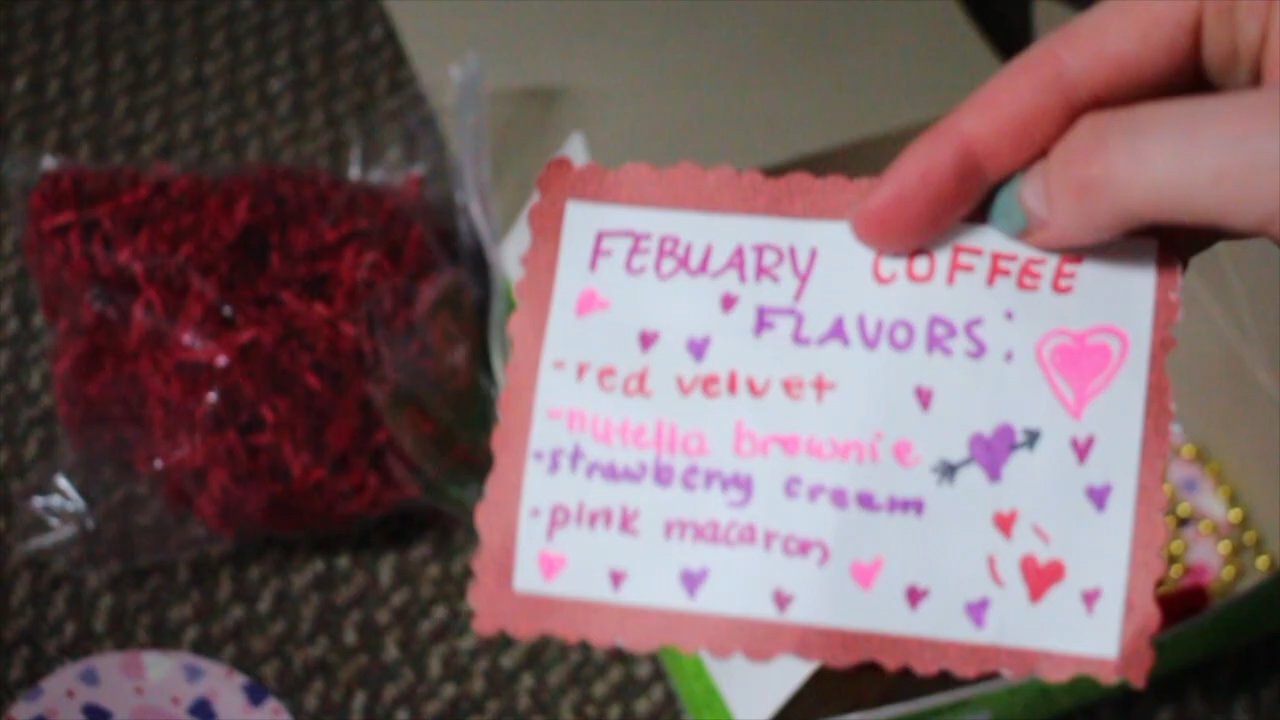 FEBUARY COFFEE
FLAVORS:
-red velvet
-nutella brownie
-strawberry cream
-pink macaron